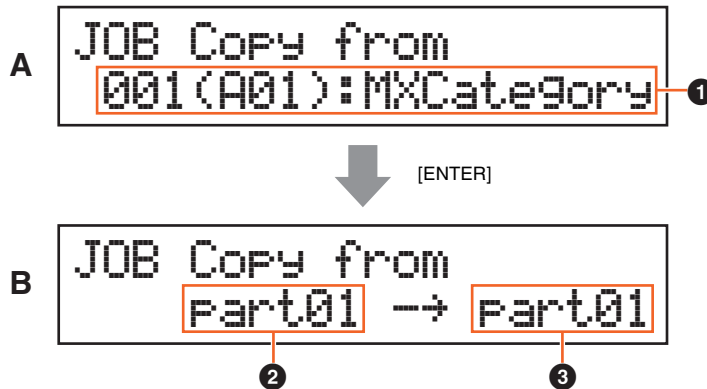 A
JOB Copy from
001(A01):MXCategory
1
[ENTER]
B
JOB Copy from
part01 → part01
2 3